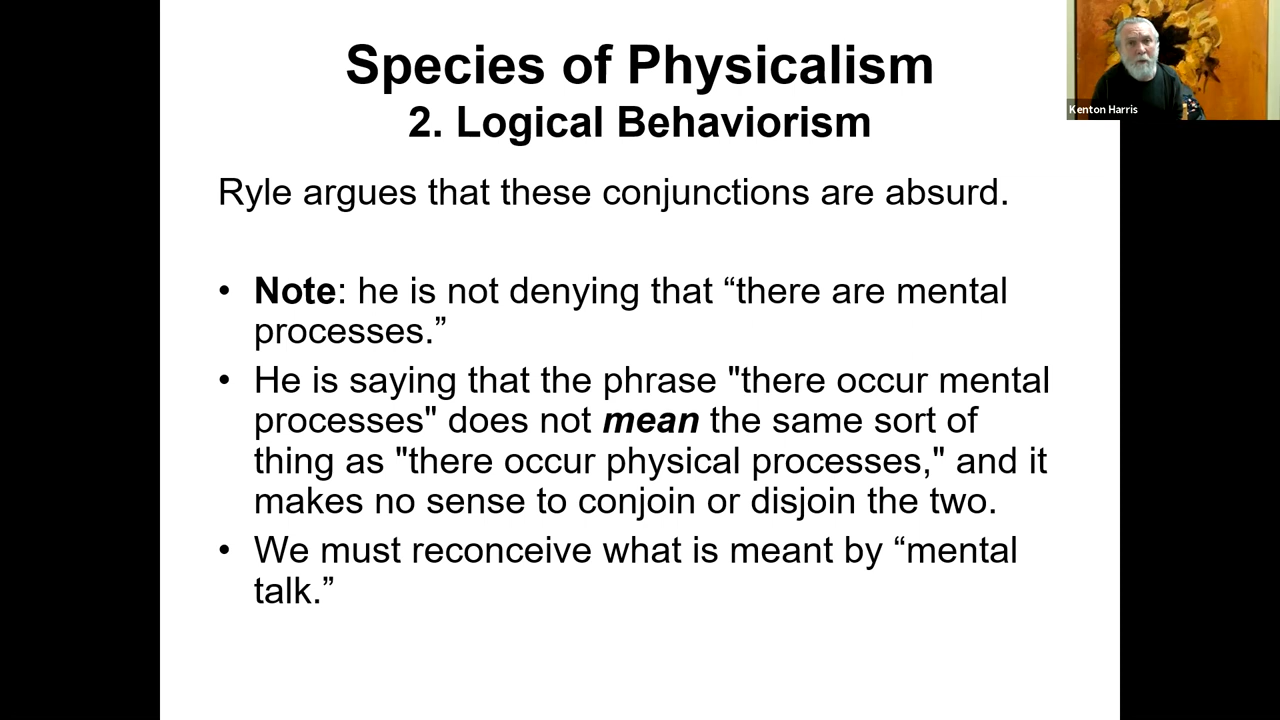 Species of Physicalism
2. Logical Behaviorism
Kenton Harris
Ryle argues that these conjunctions are absurd.
• Note: he is not denying that “there are mental
processes.”
• He is saying that the phrase "there occur mental
processes" does not mean the same sort of
thing as "there occur physical processes," and it
makes no sense to conjoin or disjoin the two.
• We must reconceive what is meant by “mental
talk.”